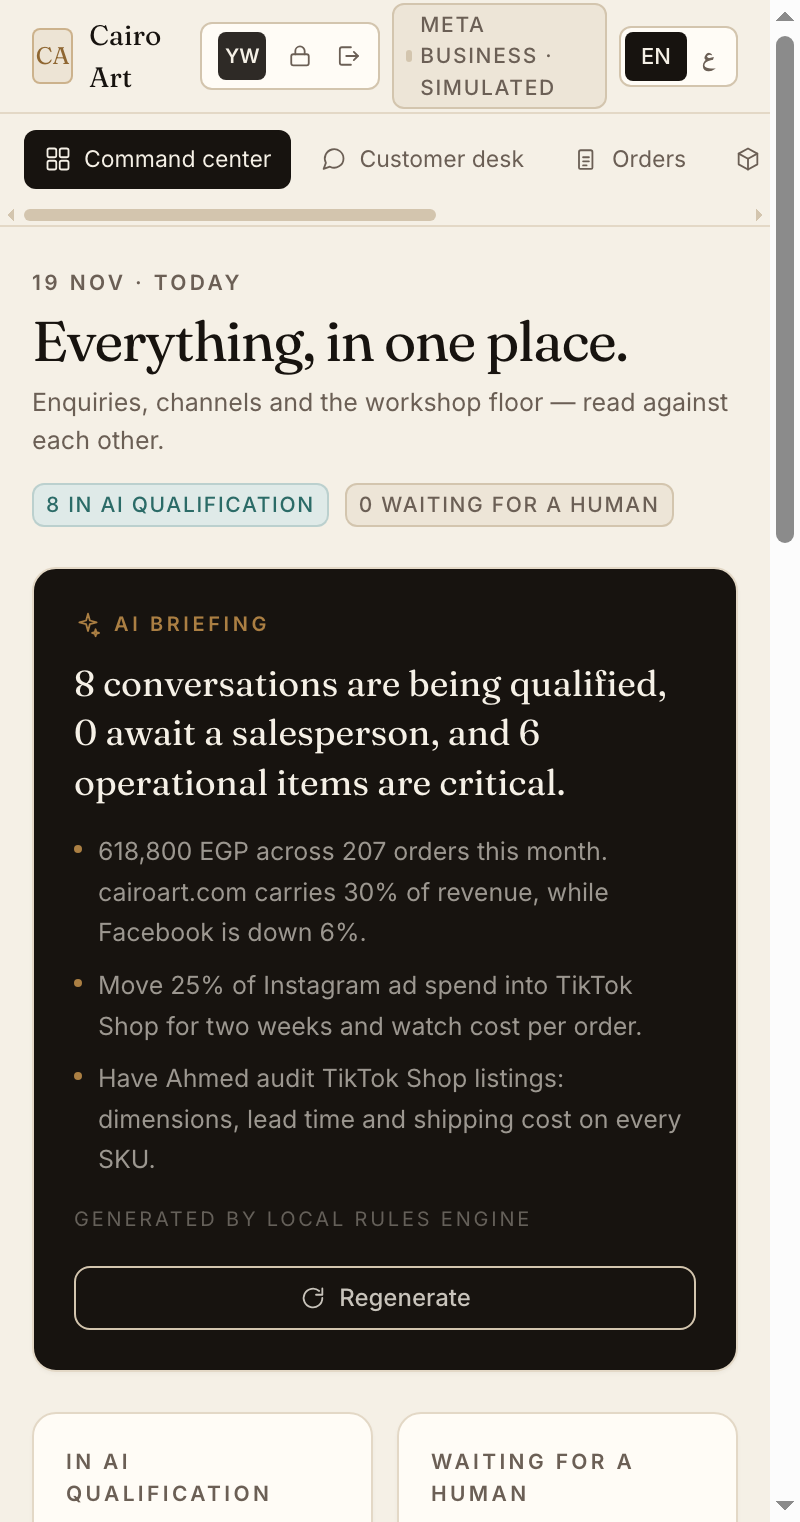 CA
Cairo
Art
YW
META
BUSINESS ·
SIMULATED
EN
ع
Command center
Customer desk
Orders
19 NOV · TODAY
Everything, in one place.
Enquiries, channels and the workshop floor — read against
each other.
8 IN AI QUALIFICATION
0 WAITING FOR A HUMAN
AI BRIEFING
8 conversations are being qualified,
0 await a salesperson, and 6
operational items are critical.
618,800 EGP across 207 orders this month.
cairoart.com carries 30% of revenue, while
Facebook is down 6%.
Move 25% of Instagram ad spend into TikTok
Shop for two weeks and watch cost per order.
Have Ahmed audit TikTok Shop listings:
dimensions, lead time and shipping cost on every
SKU.
GENERATED BY LOCAL RULES ENGINE
Regenerate
IN AI
QUALIFICATION
WAITING FOR A
HUMAN